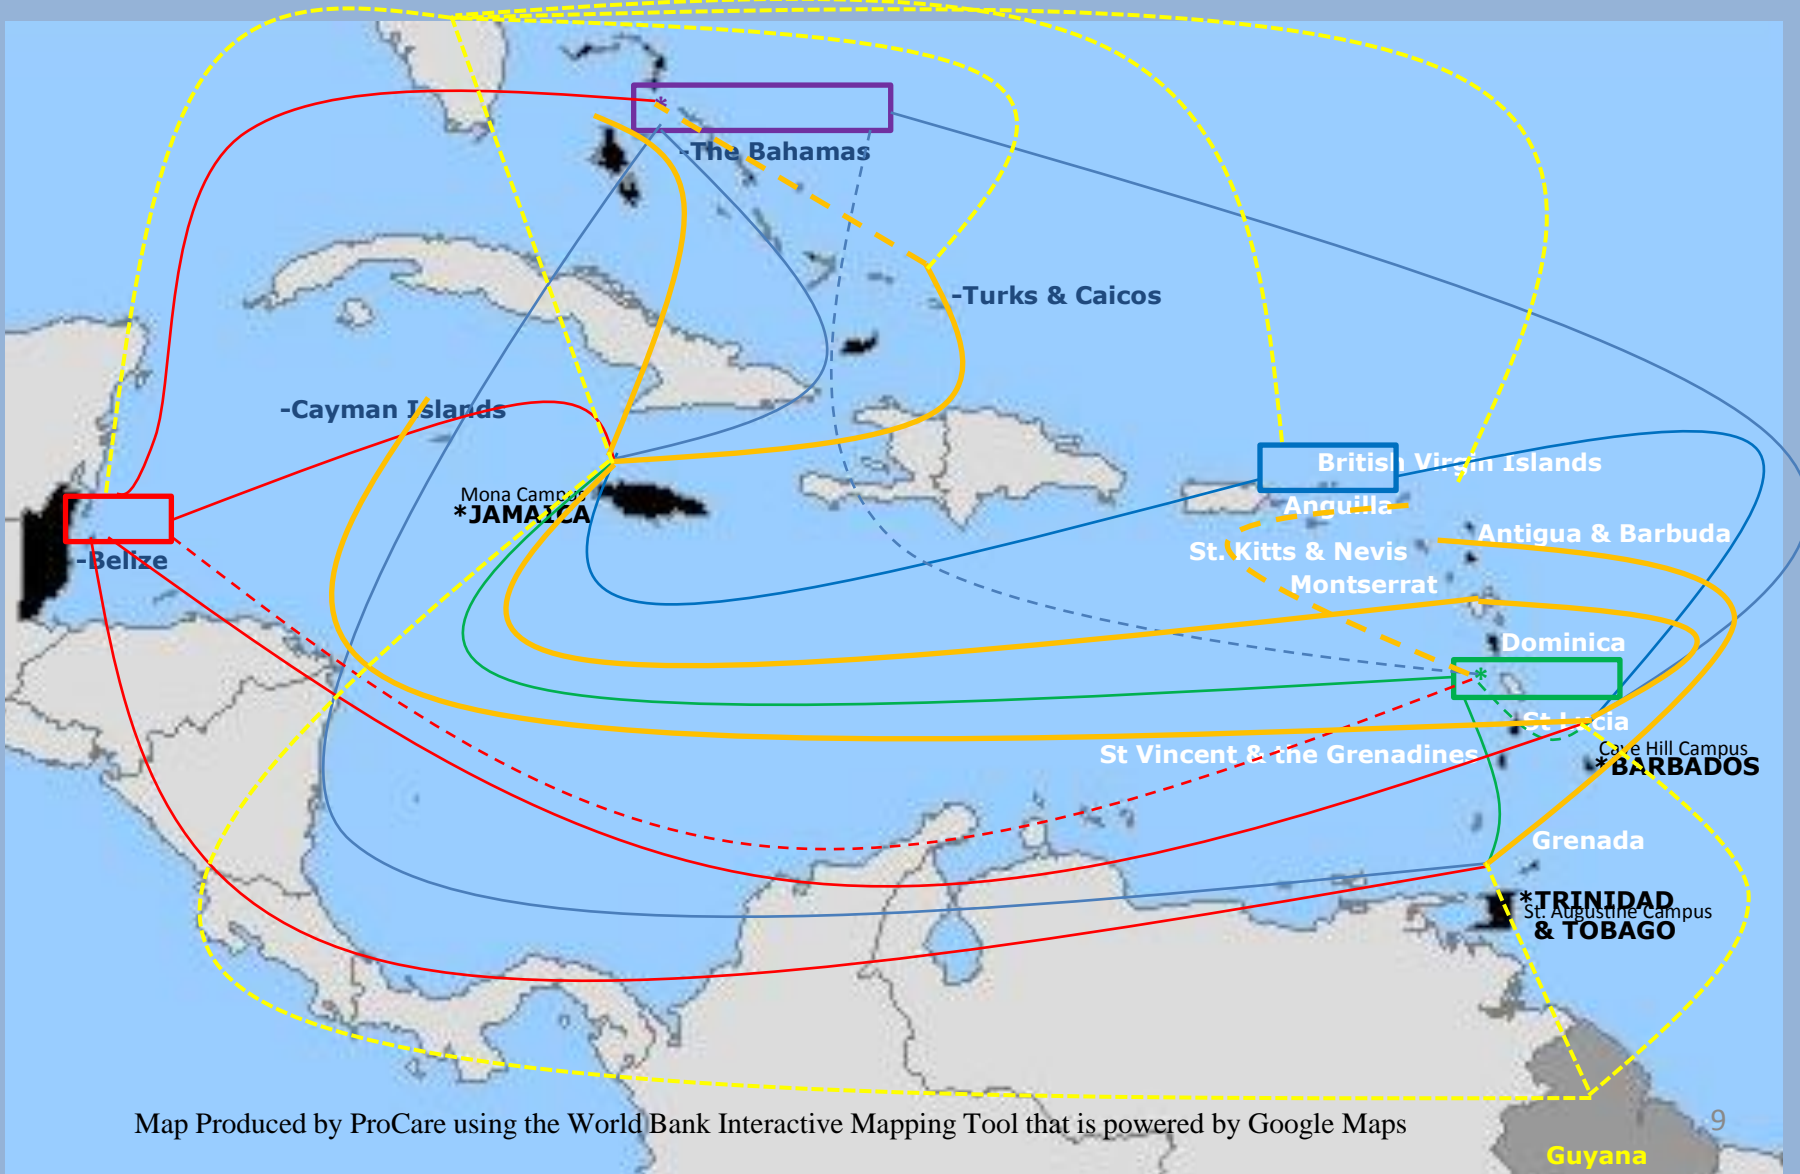 -The Bahamas
-Turks & Caicos
-Cayman Islands
British Virgin Islands
Mona Campus
*JAMAICA
Anguilla
Antigua & Barbuda
St. Kitts & Nevis
-Belize
Montserrat
Dominica
St Lucia
St Vincent & the Grenadines
Cave Hill Campus
*BARBADOS
Grenada
*TRINIDAD
St. Augustine Campus
& TOBAGO
Map Produced by ProCare using the World Bank Interactive Mapping Tool that is powered by Google Maps
9
Guyana